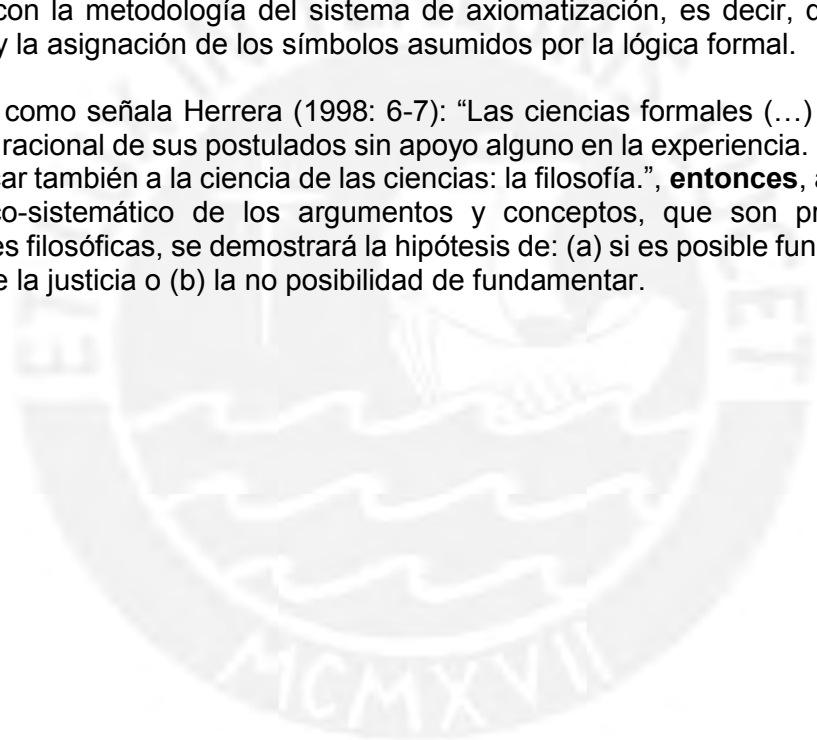 con la metodología del sistema de axiomatización, es decir,
y la asignación de los símbolos asumidos por la lógica formal.
como señala Herrera (1998: 6-7): “Las ciencias formales (…)
racional de sus postulados sin apoyo alguno en la experiencia.
también a la ciencia de las ciencias: la filosofía.”, entonces,
co-sistemático de los argumentos y conceptos, que son
es filosóficas, se demostrará la hipótesis de: (a) si es posible
la justicia o (b) la no posibilidad de fundamentar.
MCMXVII